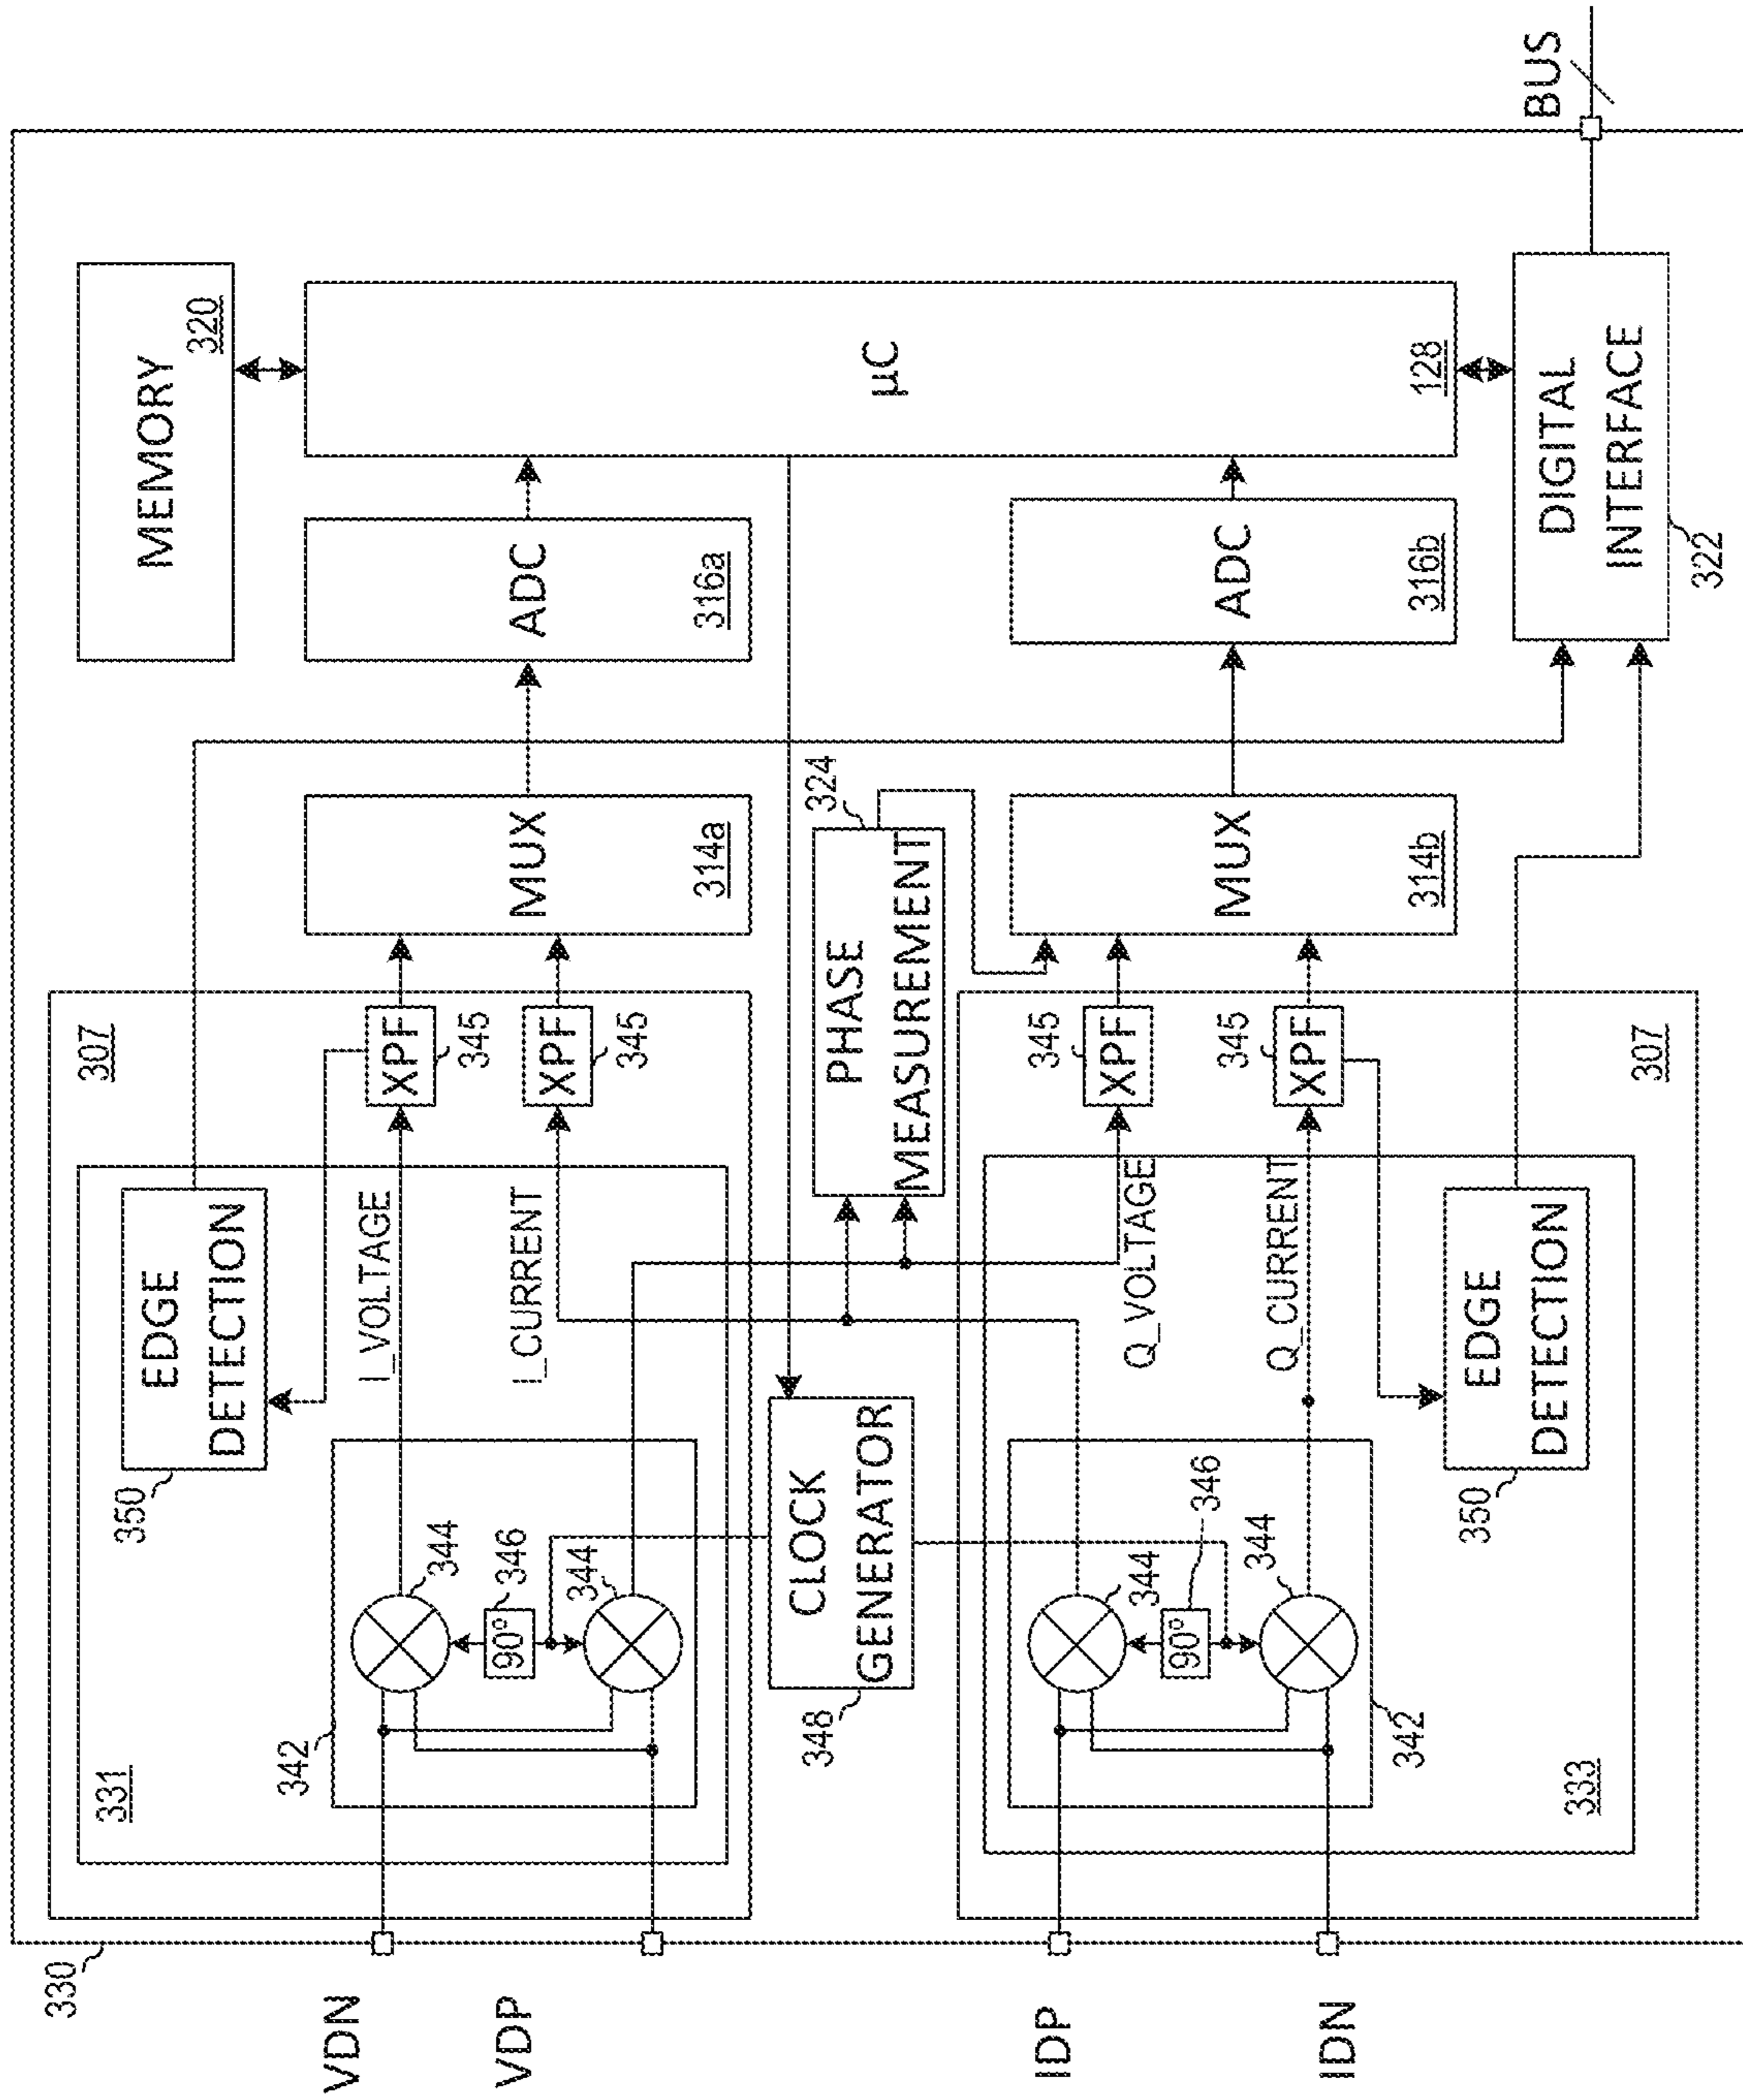 330
VDN
VDP
IDP
IDN
331
307
EDGE
DETECTION
350
I_VOLTAGE
I_CURRENT
342
344
90°
346
344
XPF
345
XPF
345
CLOCK
GENERATOR
348
PHASE
MEASUREMENT
324
Q_VOLTAGE
Q_CURRENT
344
90°
346
344
342
333
EDGE
DETECTION
350
345
XPF
345
XPF
307
MUX
314a
MUX
314b
ADC
316a
ADC
316b
MEMORY
320
µC
128
DIGITAL
INTERFACE
322
BUS